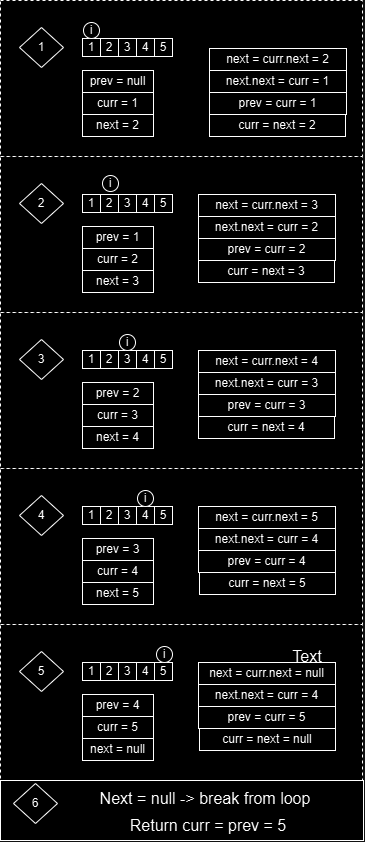 i
1
1 2 3 4 5
prev = null
curr = 1
next = 2
next = curr.next = 2
next.next = curr = 1
prev = curr = 1
curr = next = 2
i
2
1 2 3 4 5
prev = 1
curr = 2
next = 3
next = curr.next = 3
next.next = curr = 2
prev = curr = 2
curr = next = 3
i
3
1 2 3 4 5
prev = 2
curr = 3
next = 4
next = curr.next = 4
next.next = curr = 3
prev = curr = 3
curr = next = 4
i
4
1 2 3 4 5
prev = 3
curr = 4
next = 5
next = curr.next = 5
next.next = curr = 4
prev = curr = 4
curr = next = 5
i
5
1 2 3 4 5
prev = 4
curr = 5
next = null
Text
next = curr.next = null
next.next = curr = 4
prev = curr = 5
curr = next = null
6
Next = null -> break from loop
Return curr = prev = 5